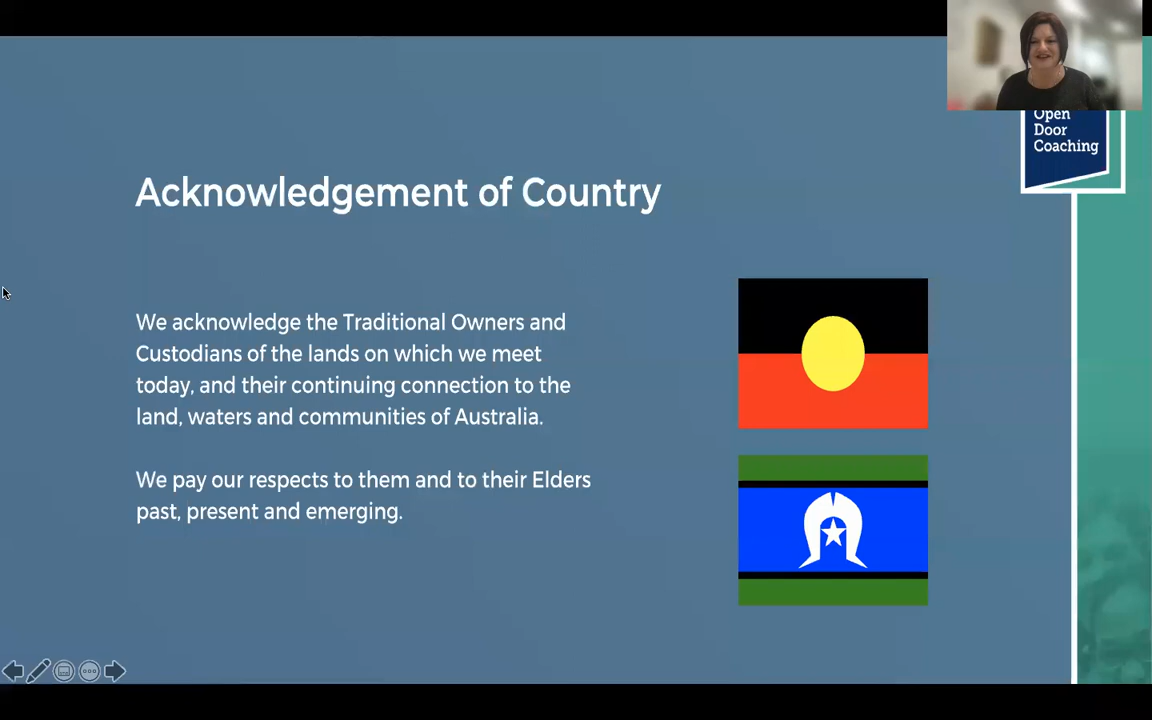 Open
Door
Coaching
Acknowledgement of Country
We acknowledge the Traditional Owners and
Custodians of the lands on which we meet
today, and their continuing connection to the
land, waters and communities of Australia.
We pay our respects to them and to their Elders
past, present and emerging.